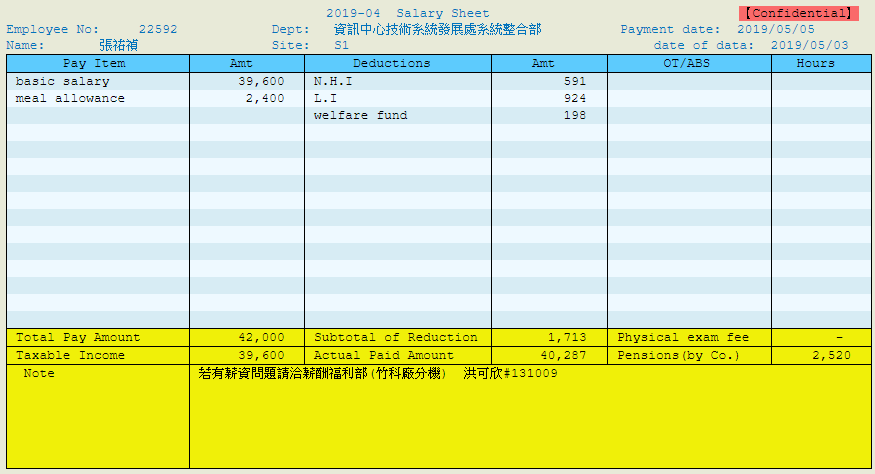 2019-04 Salary Sheet 【Confidential】
Employee No: 22592 Dept: 資訊中心技術系統發展處系統整合部 Payment date: 2019/05/05
Name: 張祐禎 Site: S1 date of data: 2019/05/03
Pay Item Amt Deductions Amt OT/ABS Hours
basic salary 39,600 N.H.I 591
meal allowance 2,400 L.I 924
welfare fund 198
Total Pay Amount 42,000 Subtotal of Reduction 1,713 Physical exam fee -
Taxable Income 39,600 Actual Paid Amount 40,287 Pensions(by Co.) 2,520
Note 若有薪資問題請洽薪酬福利部(竹科廠分機) 洪可欣#131009